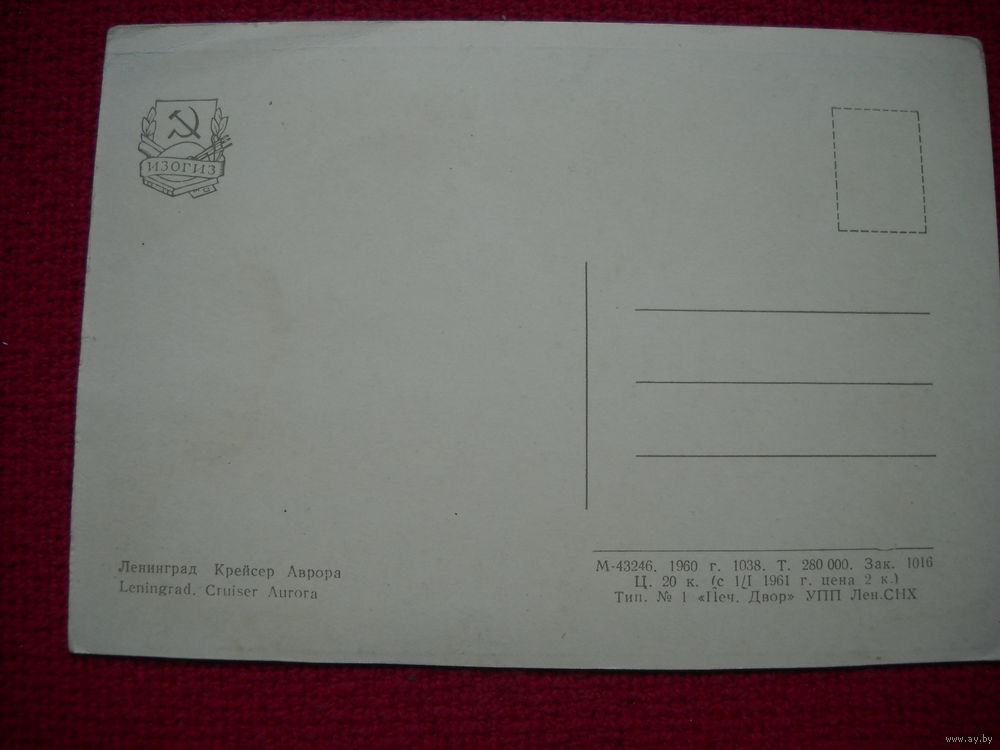 ИЗОГИЗ
Ленинград Крейсер Аврора
Leningrad. Cruiser Aurora
М-43246. 1960 г. 1038. Т. 280 000. Зак. 1016
Ц. 20 к. (с 1/I 1961 г. цена 2 к.)
Тип. № 1 «Печ. Двор» УПП Лен.СНХ
www.ay.by